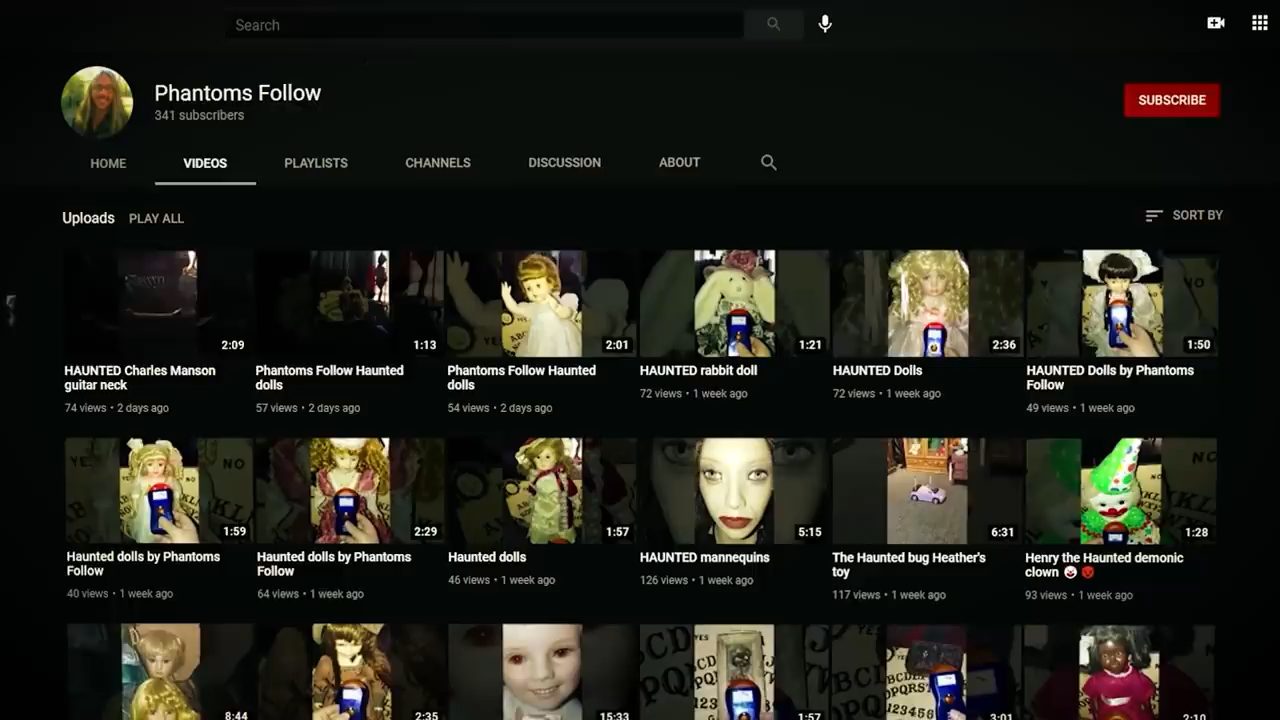 Search
Phantoms Follow
341 subscribers
SUBSCRIBE
HOME VIDEOS PLAYLISTS CHANNELS DISCUSSION ABOUT
Uploads PLAY ALL
SORT BY
2:09 1:13 2:01 1:21 2:36 1:50
HAUNTED Charles Manson
guitar neck
74 views • 2 days ago
Phantoms Follow Haunted
dolls
57 views • 2 days ago
Phantoms Follow Haunted
dolls
54 views • 2 days ago
HAUNTED rabbit doll
72 views • 1 week ago
HAUNTED Dolls
72 views • 1 week ago
HAUNTED Dolls by Phantoms
Follow
49 views • 1 week ago
1:59 2:29 1:57 5:15 6:31 1:28
Haunted dolls by Phantoms
Follow
40 views • 1 week ago
Haunted dolls by Phantoms
Follow
64 views • 1 week ago
Haunted dolls
46 views • 1 week ago
HAUNTED mannequins
126 views • 1 week ago
The Haunted bug Heather's
toy
117 views • 1 week ago
Henry the Haunted demonic
clown 🤡 👹
93 views • 1 week ago
8:44 2:35 15:33 1:57 3:01 2:10